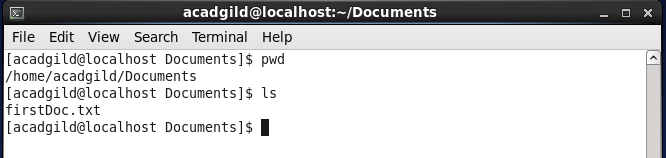 acadgild@localhost:~/Documents
File Edit View Search Terminal Help
[acadgild@localhost Documents]$ pwd
/home/acadgild/Documents
[acadgild@localhost Documents]$ ls
firstDoc.txt
[acadgild@localhost Documents]$